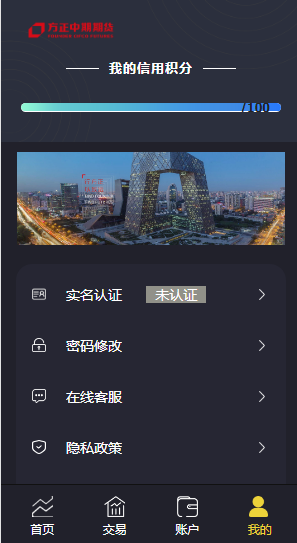 方正中期期货
我的信用积分
/100
实名认证
未认证
密码修改
在线客服
隐私政策
首页
交易
账户
我的